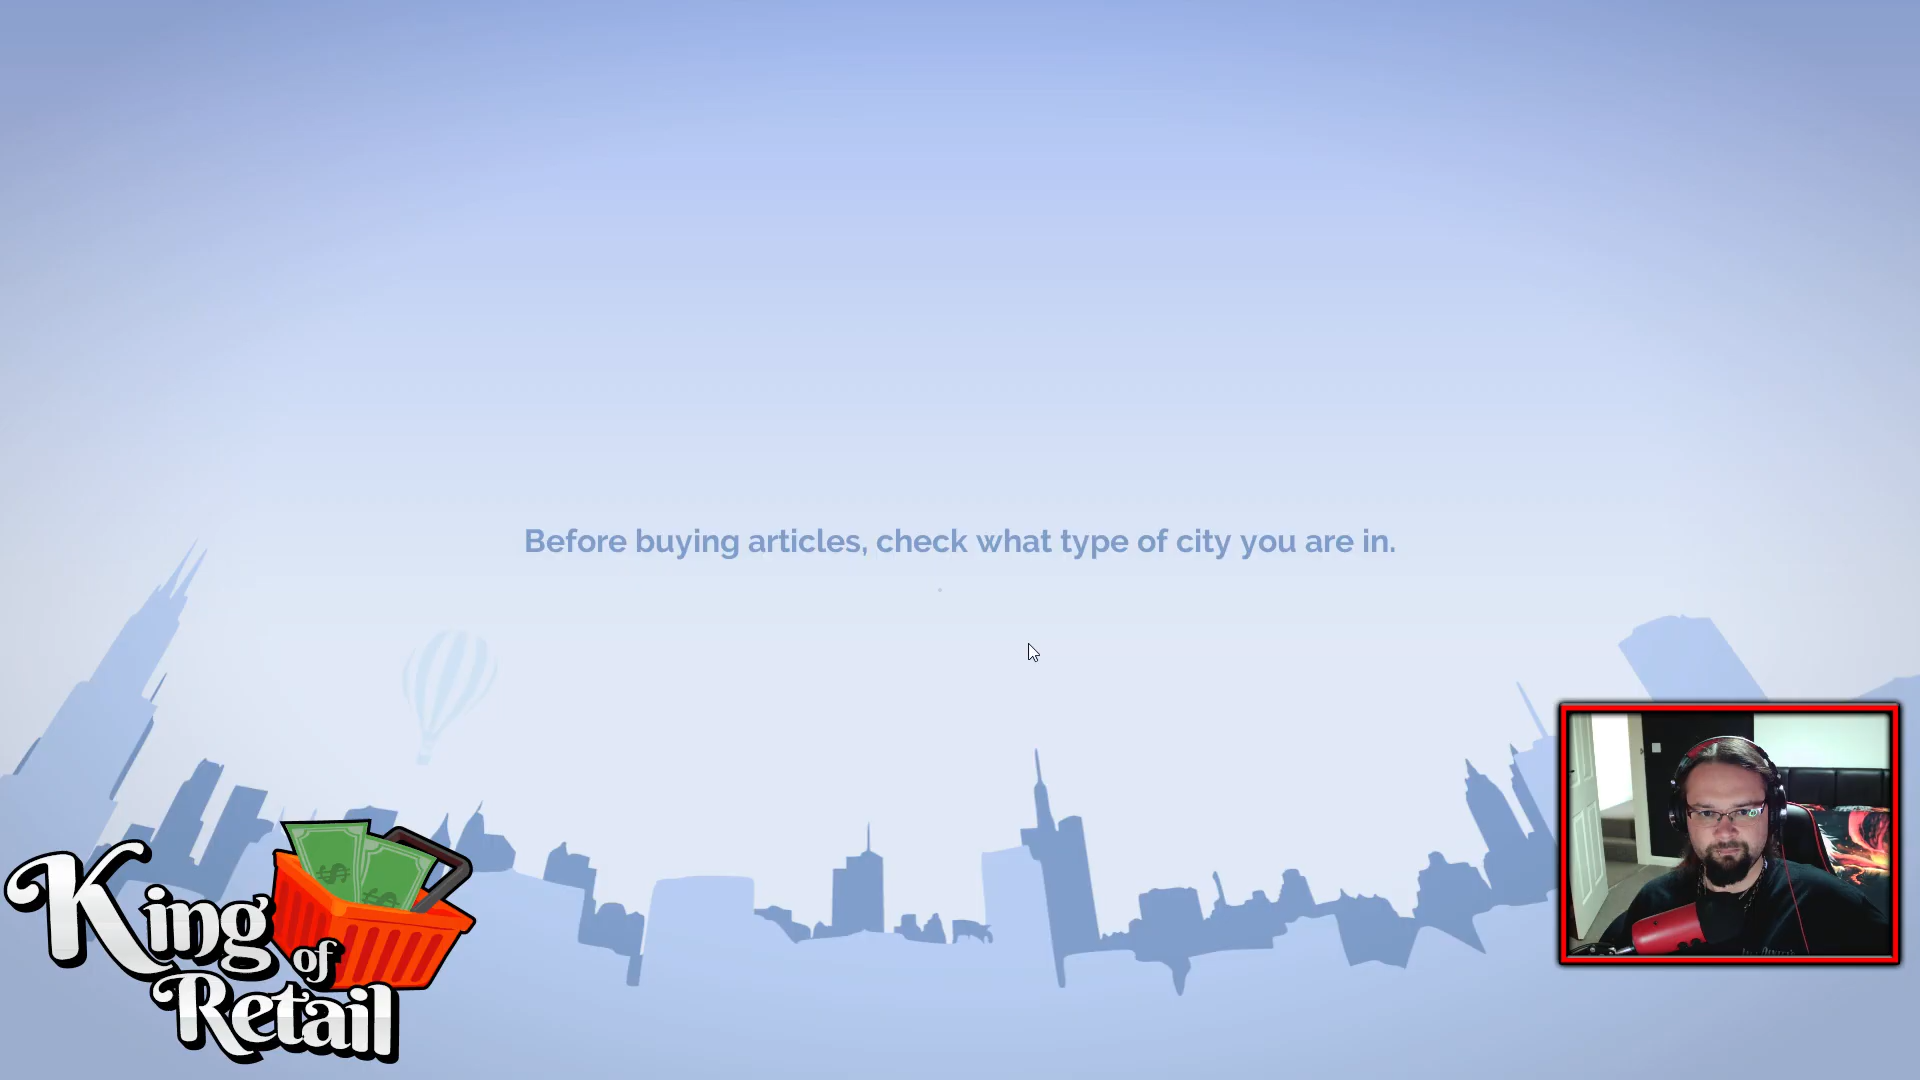 Before buying articles, check what type of city you are in.
King
of
Retail